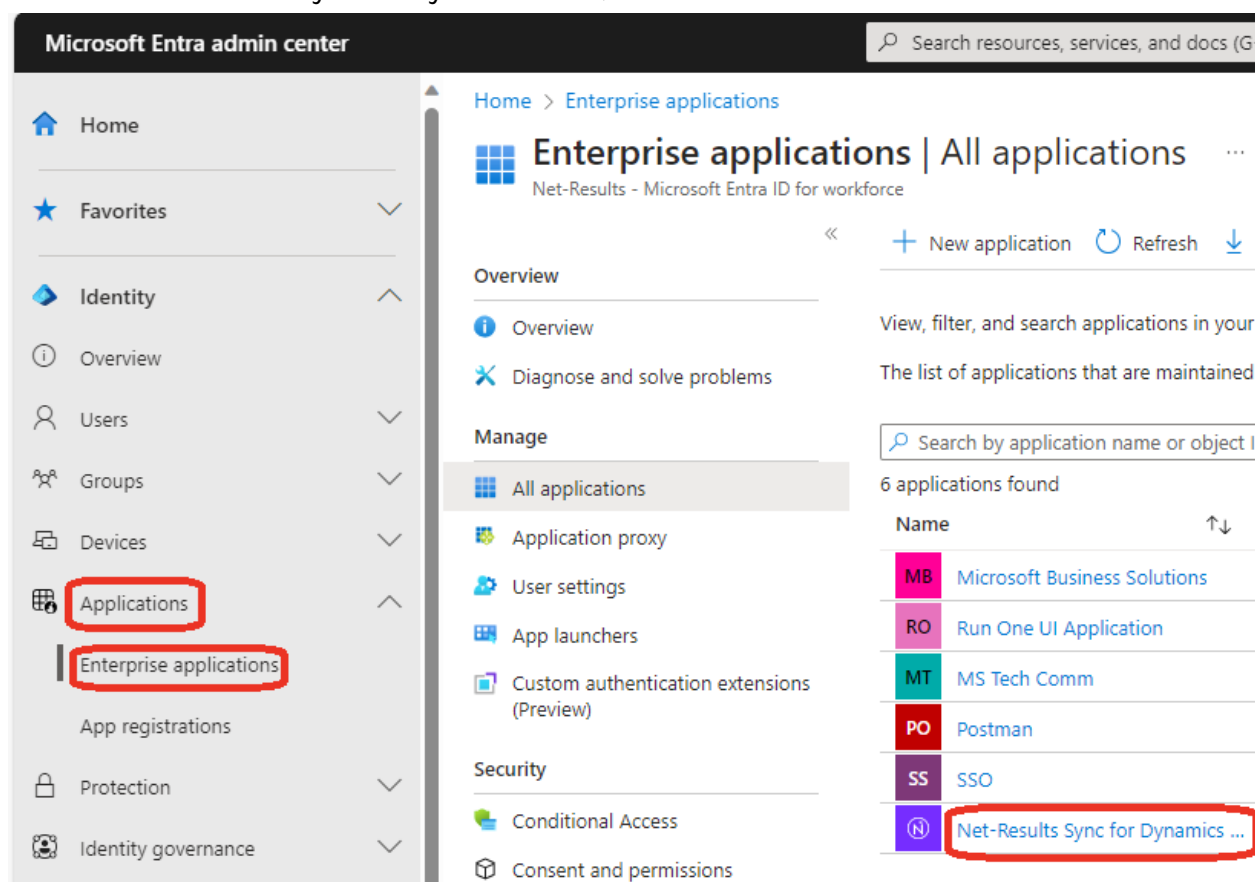 Microsoft Entra admin center
Search resources, services, and docs (G
Home
Favorites
Identity
Overview
Users
Groups
Devices
Applications
Enterprise applications
App registrations
Protection
Identity governance
Home > Enterprise applications
Enterprise applications | All applications ...
Net-Results - Microsoft Entra ID for workforce
«
Overview
Overview
Diagnose and solve problems
Manage
All applications
Application proxy
User settings
App launchers
Custom authentication extensions
(Preview)
Security
Conditional Access
Consent and permissions
New application Refresh
View, filter, and search applications in your
The list of applications that are maintained
Search by application name or object I
6 applications found
Name ↑↓
MB Microsoft Business Solutions
RO Run One UI Application
MT MS Tech Comm
PO Postman
SS SSO
N Net-Results Sync for Dynamics ...